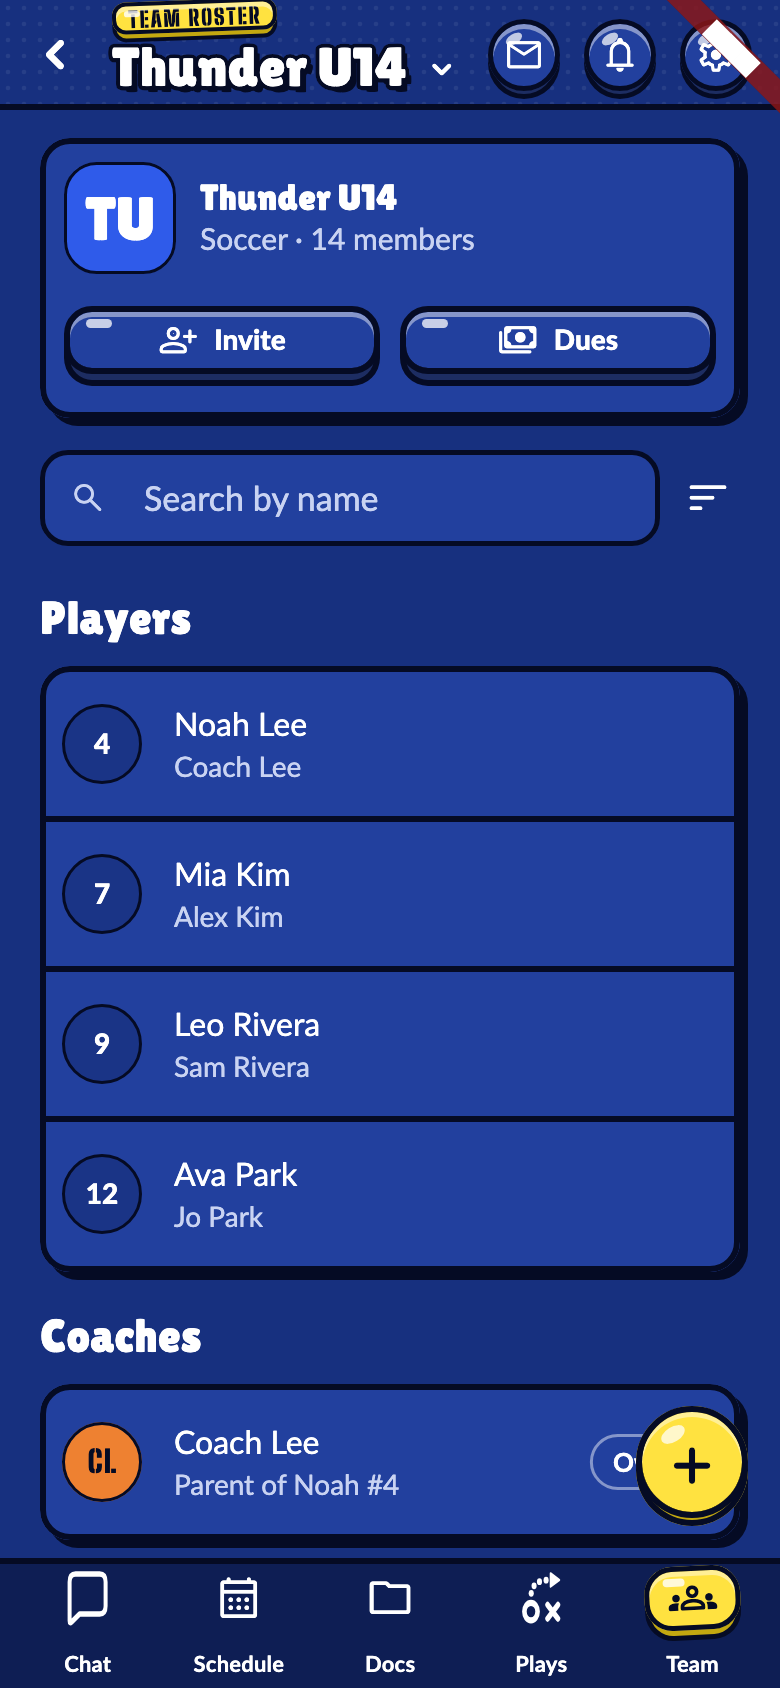 TEAM ROSTER
Thunder U14
TU
Thunder U14
Soccer · 14 members
Invite
Dues
Search by name
Players
4
Noah Lee
Coach Lee
7
Mia Kim
Alex Kim
9
Leo Rivera
Sam Rivera
12
Ava Park
Jo Park
Coaches
CL
Coach Lee
Parent of Noah #4
Chat
Schedule
Docs
Plays
Team